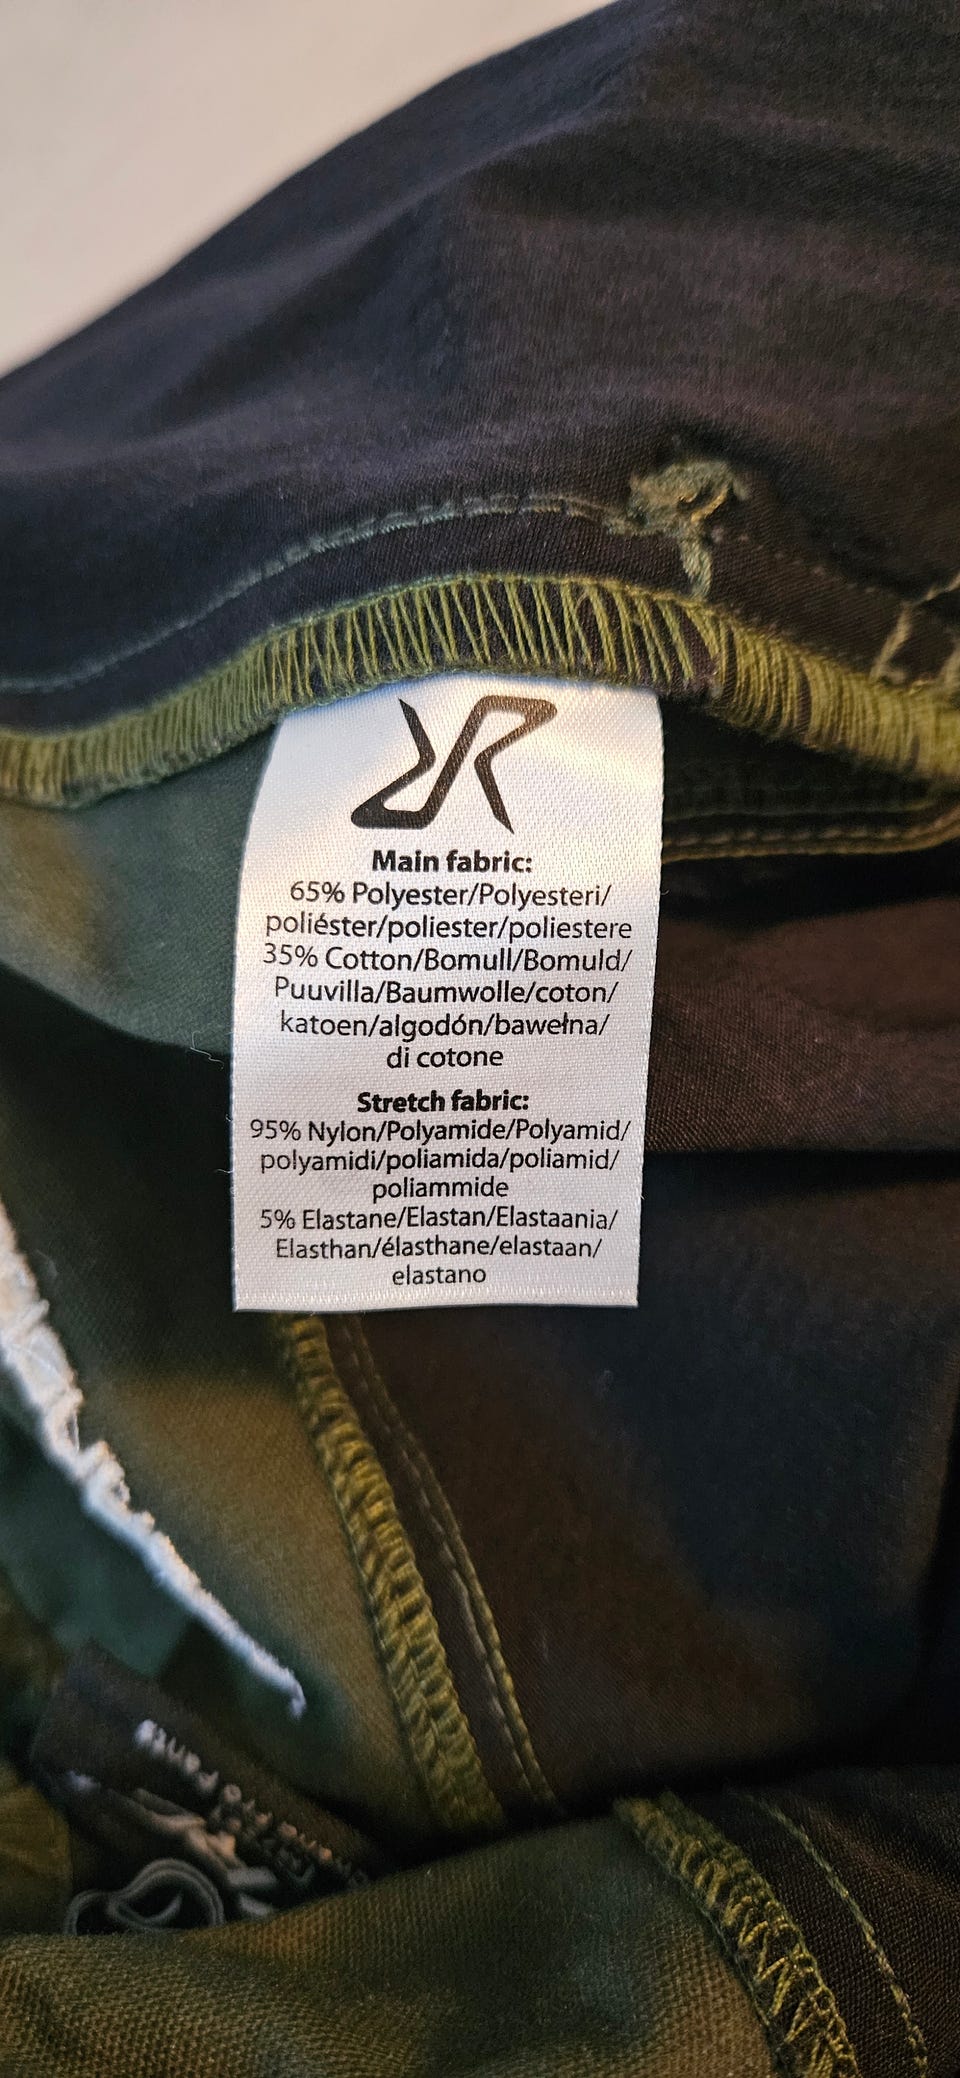 Main fabric:
65% Polyester/Polyesteri/
poliéster/poliester/poliestere
35% Cotton/Bomull/Bomuld/
Puuvilla/Baumwolle/coton/
katoen/algodón/bawełna/
di cotone
Stretch fabric:
95% Nylon/Polyamide/Polyamid/
polyamidi/poliamida/poliamid/
poliammide
5% Elastane/Elastan/Elastaania/
Elasthan/élasthane/elastaan/
elastano
Pro Pants